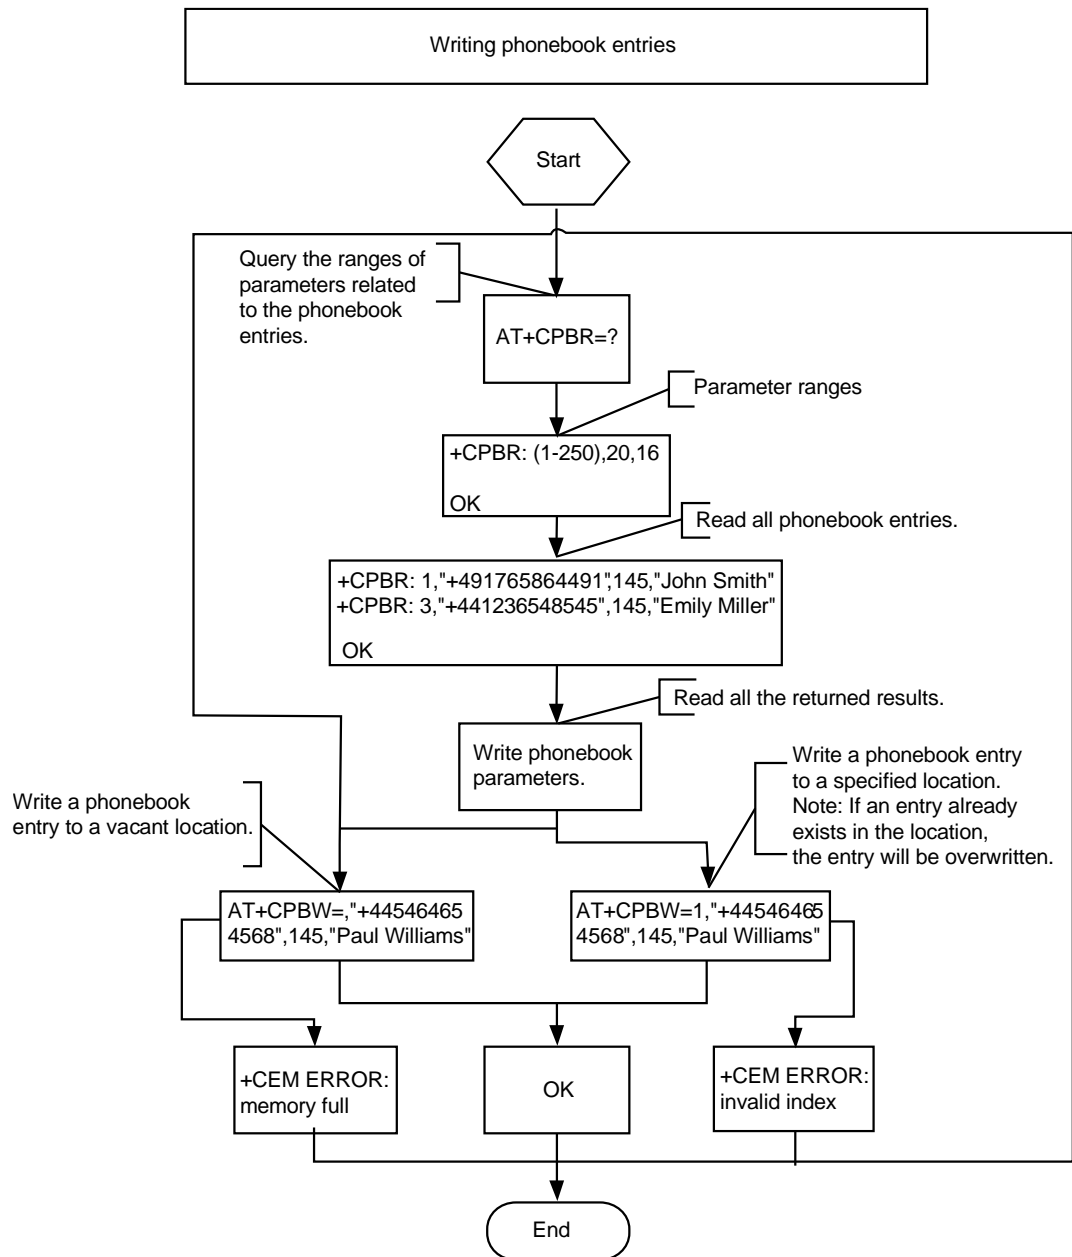 Writing phonebook entries
Start
Query the ranges of
parameters related
to the phonebook
entries.
AT+CPBR=?
Parameter ranges
+CPBR: (1-250),20,16
OK
Read all phonebook entries.
+CPBR: 1,"+491765864491",145,"John Smith"
+CPBR: 3,"+441236548545",145,"Emily Miller"
OK
Read all the returned results.
Write phonebook
parameters.
Write a phonebook entry
to a specified location.
Note: If an entry already
exists in the location,
the entry will be overwritten.
Write a phonebook
entry to a vacant location.
AT+CPBW=,"+44546465
4568",145,"Paul Williams"
AT+CPBW=1,"+44546465
4568",145,"Paul Williams"
+CEM ERROR:
memory full
OK
+CEM ERROR:
invalid index
End